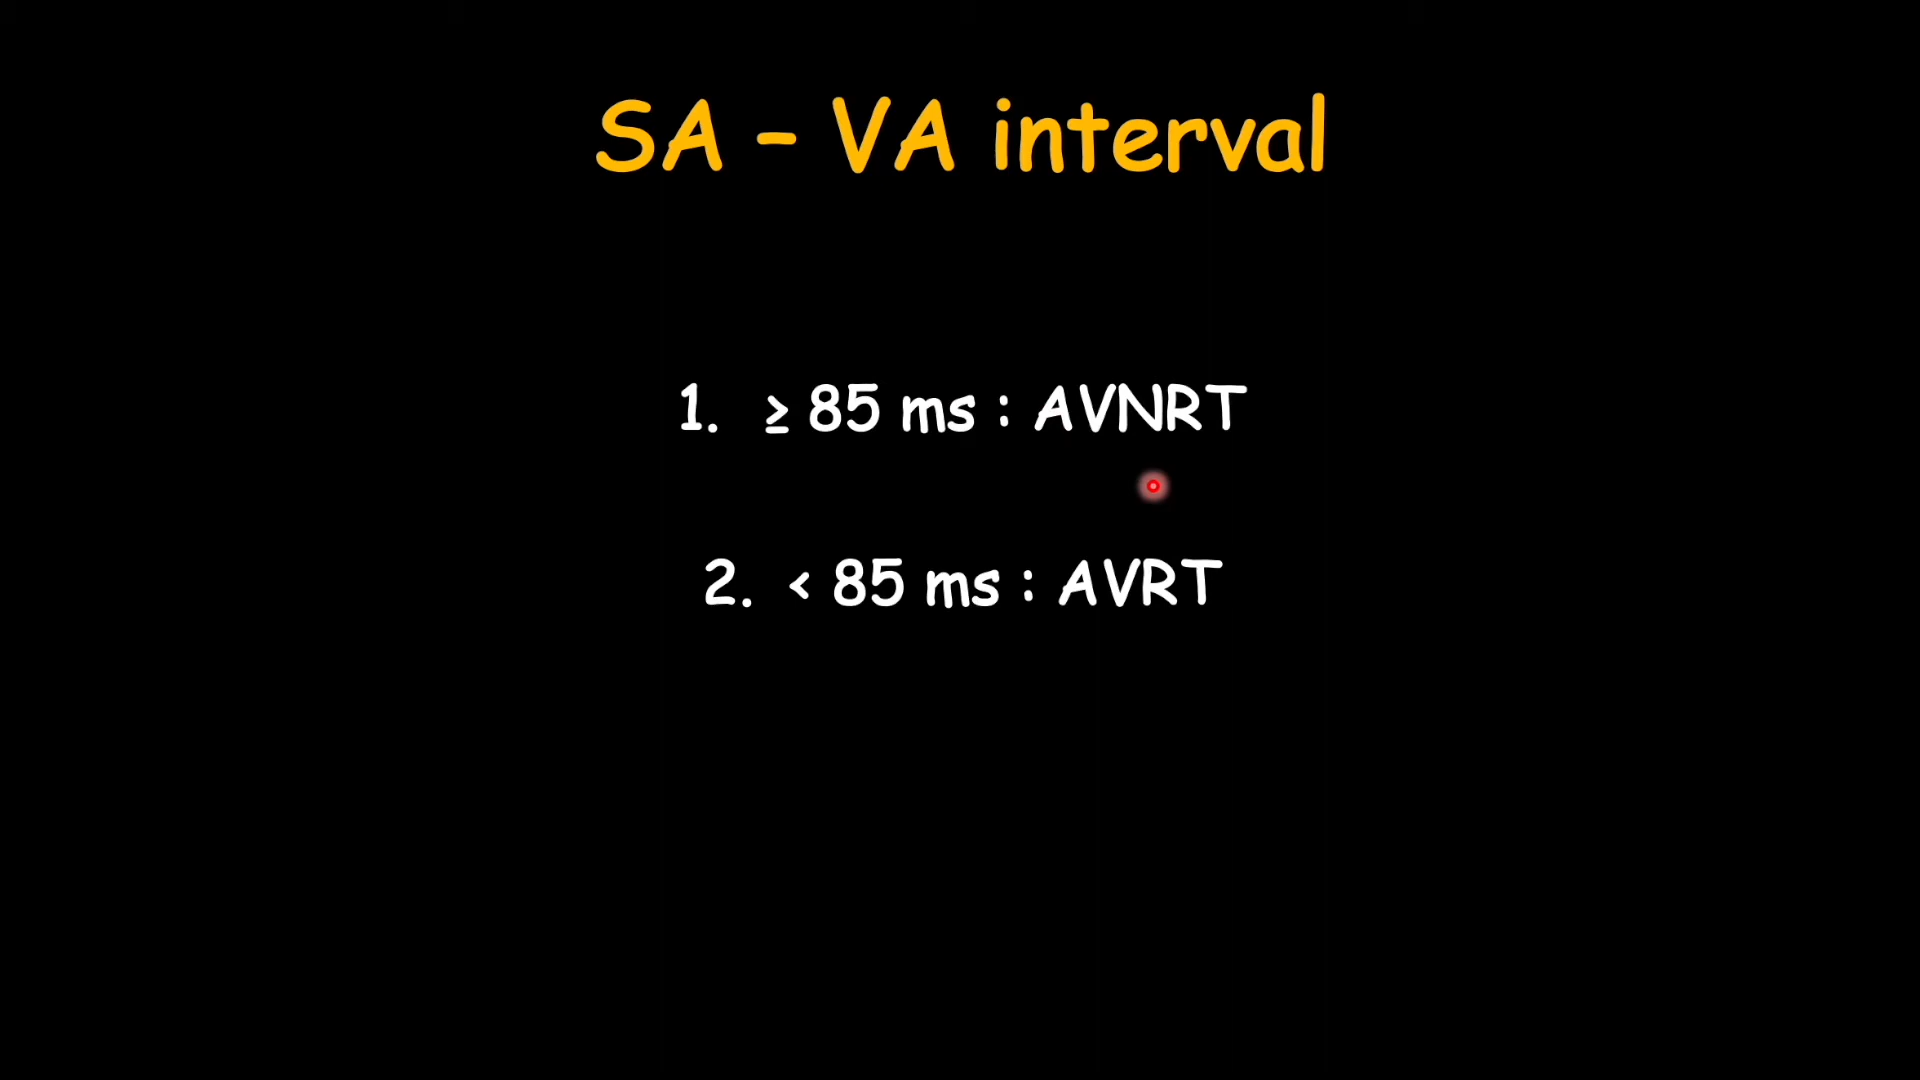 SA – VA interval
1. ≥ 85 ms : AVNRT
2. < 85 ms : AVRT